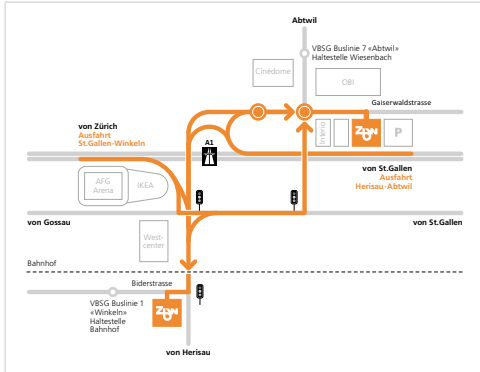 Abtwil
VBSG Buslinie 7 «Abtwil»
Haltestelle Wiesenbach
Cinédome
OBI
Gaiserwaldstrasse
von Zürich
Ausfahrt
St.Gallen-Winkeln
A1
Interio
P
von St.Gallen
Ausfahrt
Herisau-Abtwil
AFG
Arena
IKEA
von Gossau
von St.Gallen
West-
center
Bahnhof
Biderstrasse
VBSG Buslinie 1
«Winkeln»
Haltestelle
Bahnhof
von Herisau